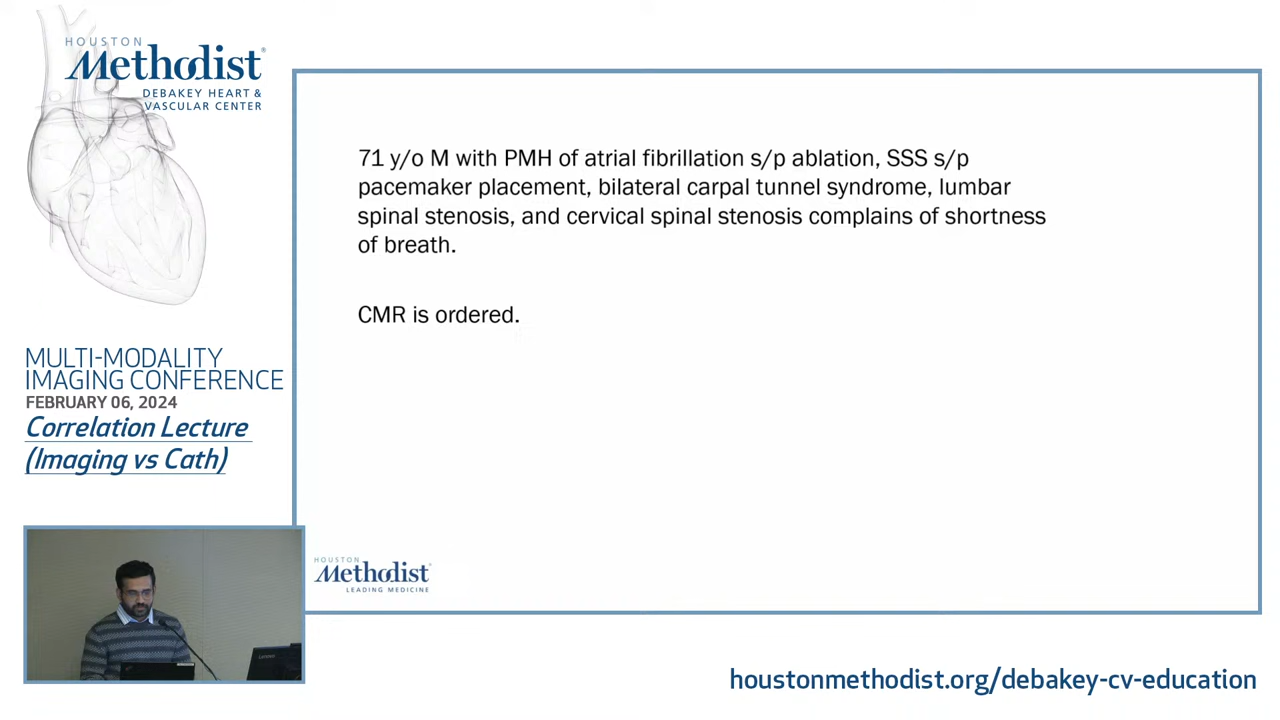 HOUSTON
Methodist
DEBAKEY HEART &
VASCULAR CENTER
71 y/o M with PMH of atrial fibrillation s/p ablation, SSS s/p
pacemaker placement, bilateral carpal tunnel syndrome, lumbar
spinal stenosis, and cervical spinal stenosis complains of shortness
of breath.
CMR is ordered.
MULTI-MODALITY
IMAGING CONFERENCE
FEBRUARY 06, 2024
Correlation Lecture
(Imaging vs Cath)
HOUSTON
Methodist
LEADING MEDICINE
Lenovo
houstonmethodist.org/debakey-cv-education